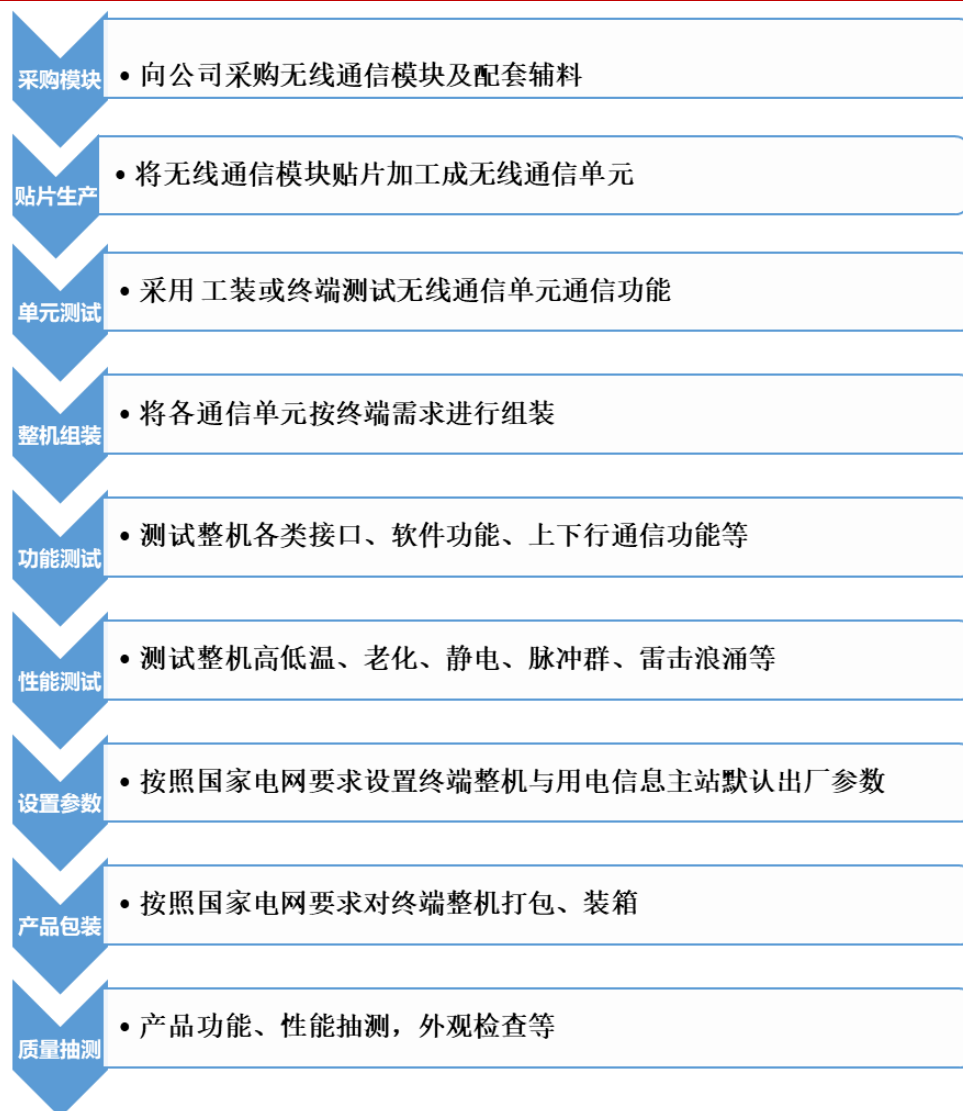 采购模块
• 向公司采购无线通信模块及配套辅料
贴片生产
• 将无线通信模块贴片加工成无线通信单元
单元测试
• 采用 工装或终端测试无线通信单元通信功能
整机组装
• 将各通信单元按终端需求进行组装
功能测试
• 测试整机各类接口、软件功能、上下行通信功能等
性能测试
• 测试整机高低温、老化、静电、脉冲群、雷击浪涌等
设置参数
• 按照国家电网要求设置终端整机与用电信息主站默认出厂参数
产品包装
• 按照国家电网要求对终端整机打包、装箱
质量抽测
• 产品功能、性能抽测，外观检查等